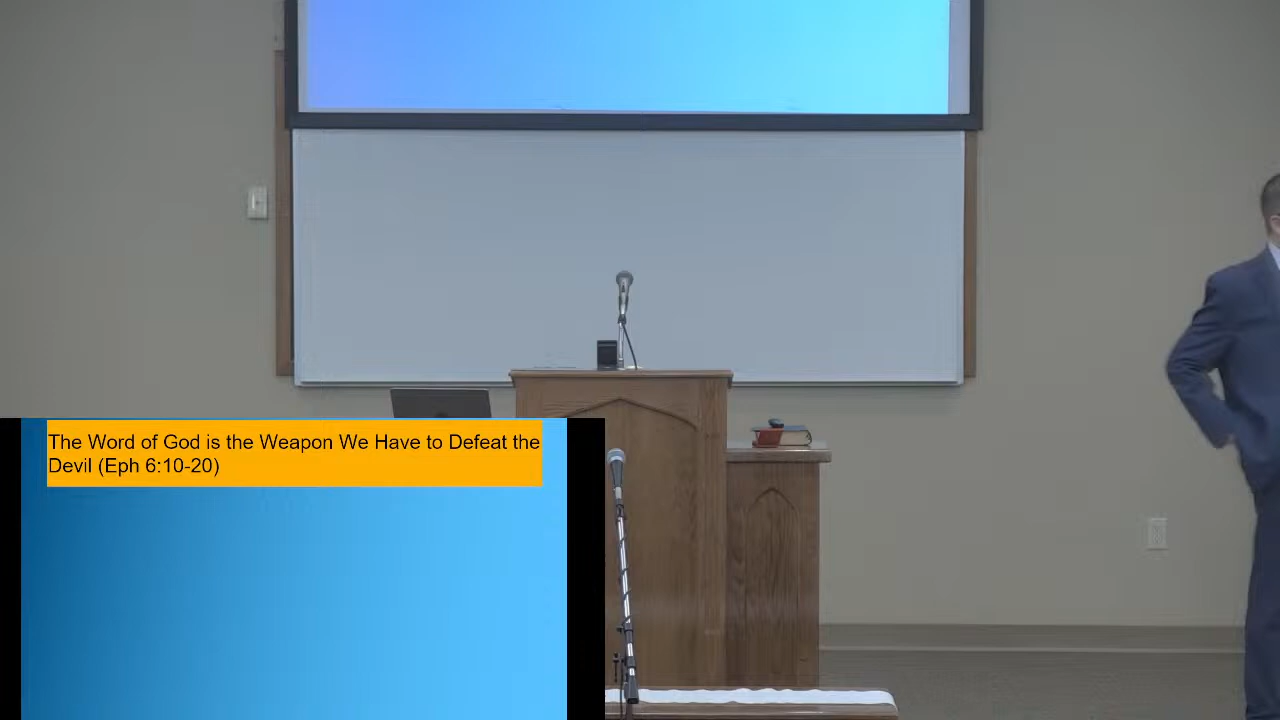 The Word of God is the Weapon We Have to Defeat the
Devil (Eph 6:10-20)